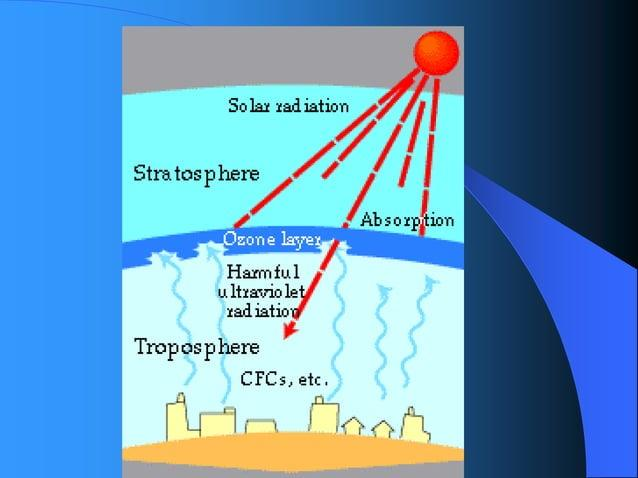 Solar radiation
Stratosphere
Absorption
Ozone layer
Harmful
ultraviolet
radiation
Troposphere
CFCs, etc.